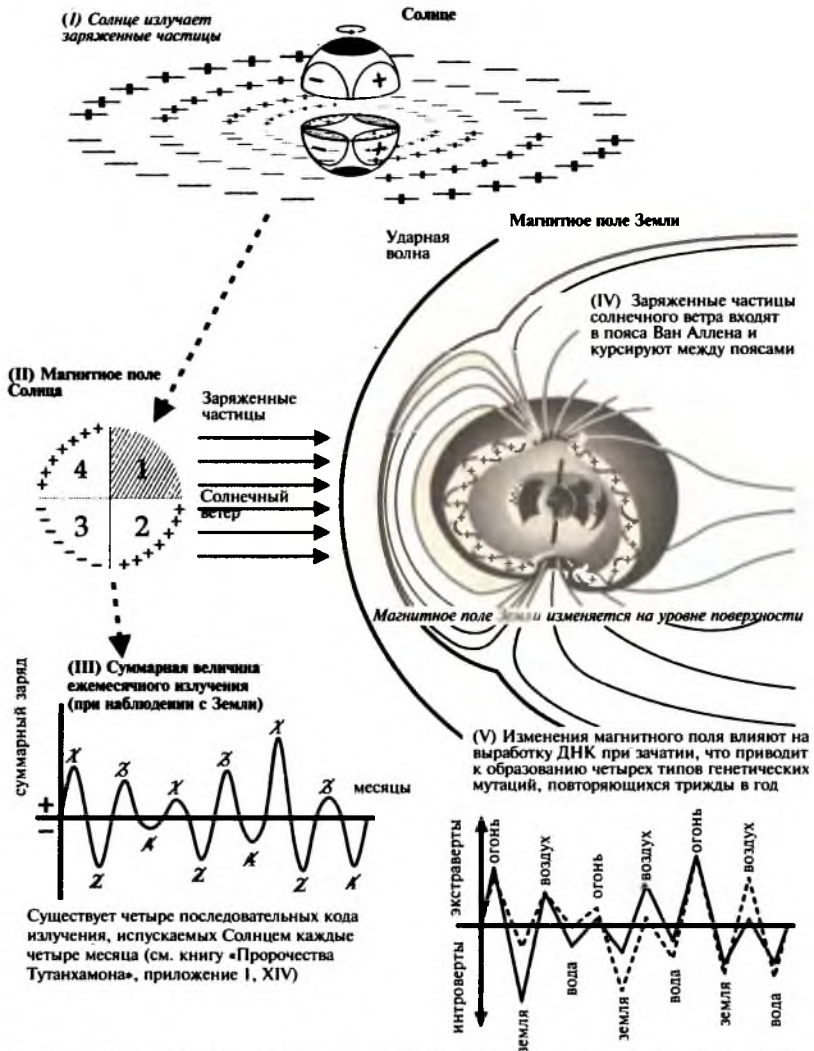 (I) Солнце излучает
заряженные частицы
Солнце
−
+
−
+
Магнитное поле Земли
Ударная
волна
(IV) Заряженные частицы
солнечного ветра входят
в пояса Ван Аллена и
курсируют между поясами
(II) Магнитное поле
Солнца
Заряженные
частицы
4
1
3
2
Солнечный
ветер
Магнитное поле Земли изменяется на уровне поверхности
(III) Суммарная величина
ежемесячного излучения
(при наблюдении с Земли)
суммарный заряд
месяцы
+
−
(V) Изменения магнитного поля влияют на
выработку ДНК при зачатии, что приводит
к образованию четырех типов генетических
мутаций, повторяющихся трижды в год
Существует четыре последовательных кода
излучения, испускаемых Солнцем каждые
четыре месяца (см. книгу «Пророчества
Тутанхамона», приложение 1, XIV)
экстраверты
интроверты
огонь
воздух
огонь
воздух
огонь
воздух
земля
вода
земля
вода
земля
вода